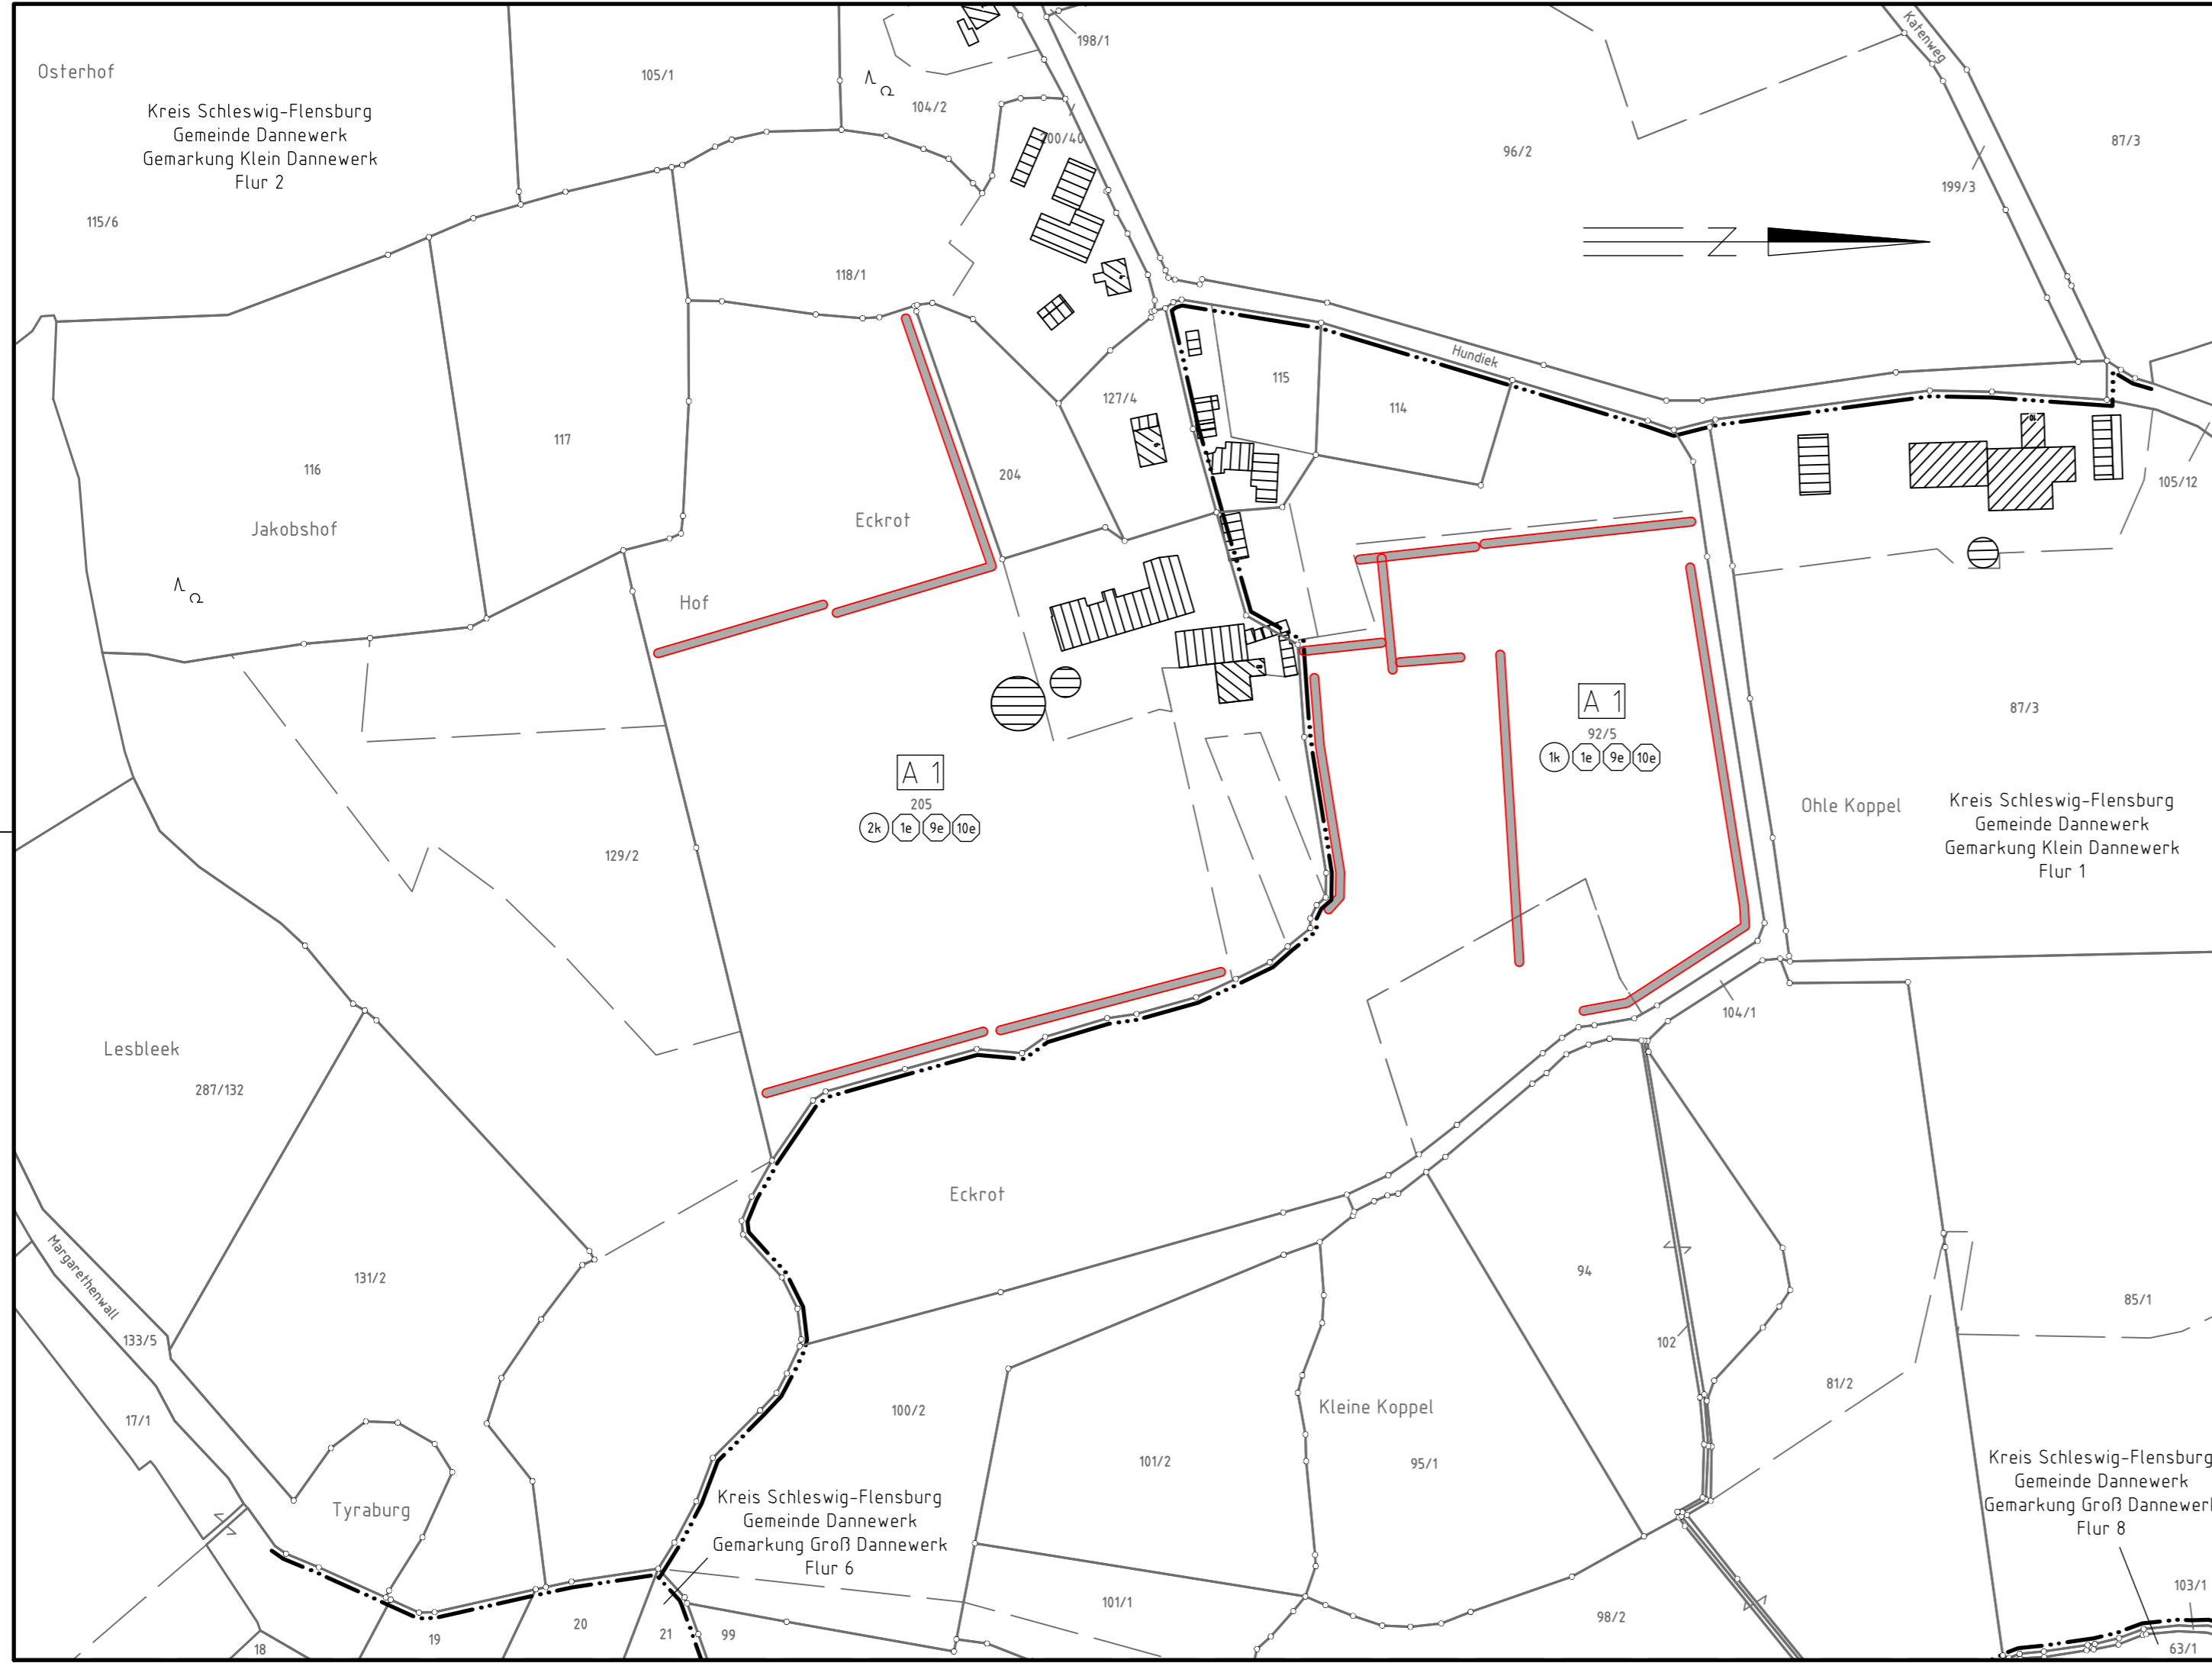 198/1
Katenweg
Osterhof
105/1
104/2
Kreis Schleswig-Flensburg
Gemeinde Dannewerk
Gemarkung Klein Dannewerk
Flur 2
200/40
96/2
87/3
199/3
115/6
118/1
N
Hundiek
115
127/4
114
117
116
204
105/12
Jakobshof
Eckrot
Hof
A 1
92/5
1k 1e 9e 10e
87/3
A 1
205
2k 1e 9e 10e
129/2
Ohle Koppel
Kreis Schleswig-Flensburg
Gemeinde Dannewerk
Gemarkung Klein Dannewerk
Flur 1
104/1
Lesbleek
287/132
Eckrot
Margarethenwall
131/2
94
133/5
102
85/1
81/2
17/1
100/2
Kleine Koppel
101/2
95/1
Tyraburg
Kreis Schleswig-Flensburg
Gemeinde Dannewerk
Gemarkung Groß Dannewerk
Flur 6
Kreis Schleswig-Flensburg
Gemeinde Dannewerk
Gemarkung Groß Dannewerk
Flur 8
103/1
101/1
98/2
18
19
20
21
99
63/1